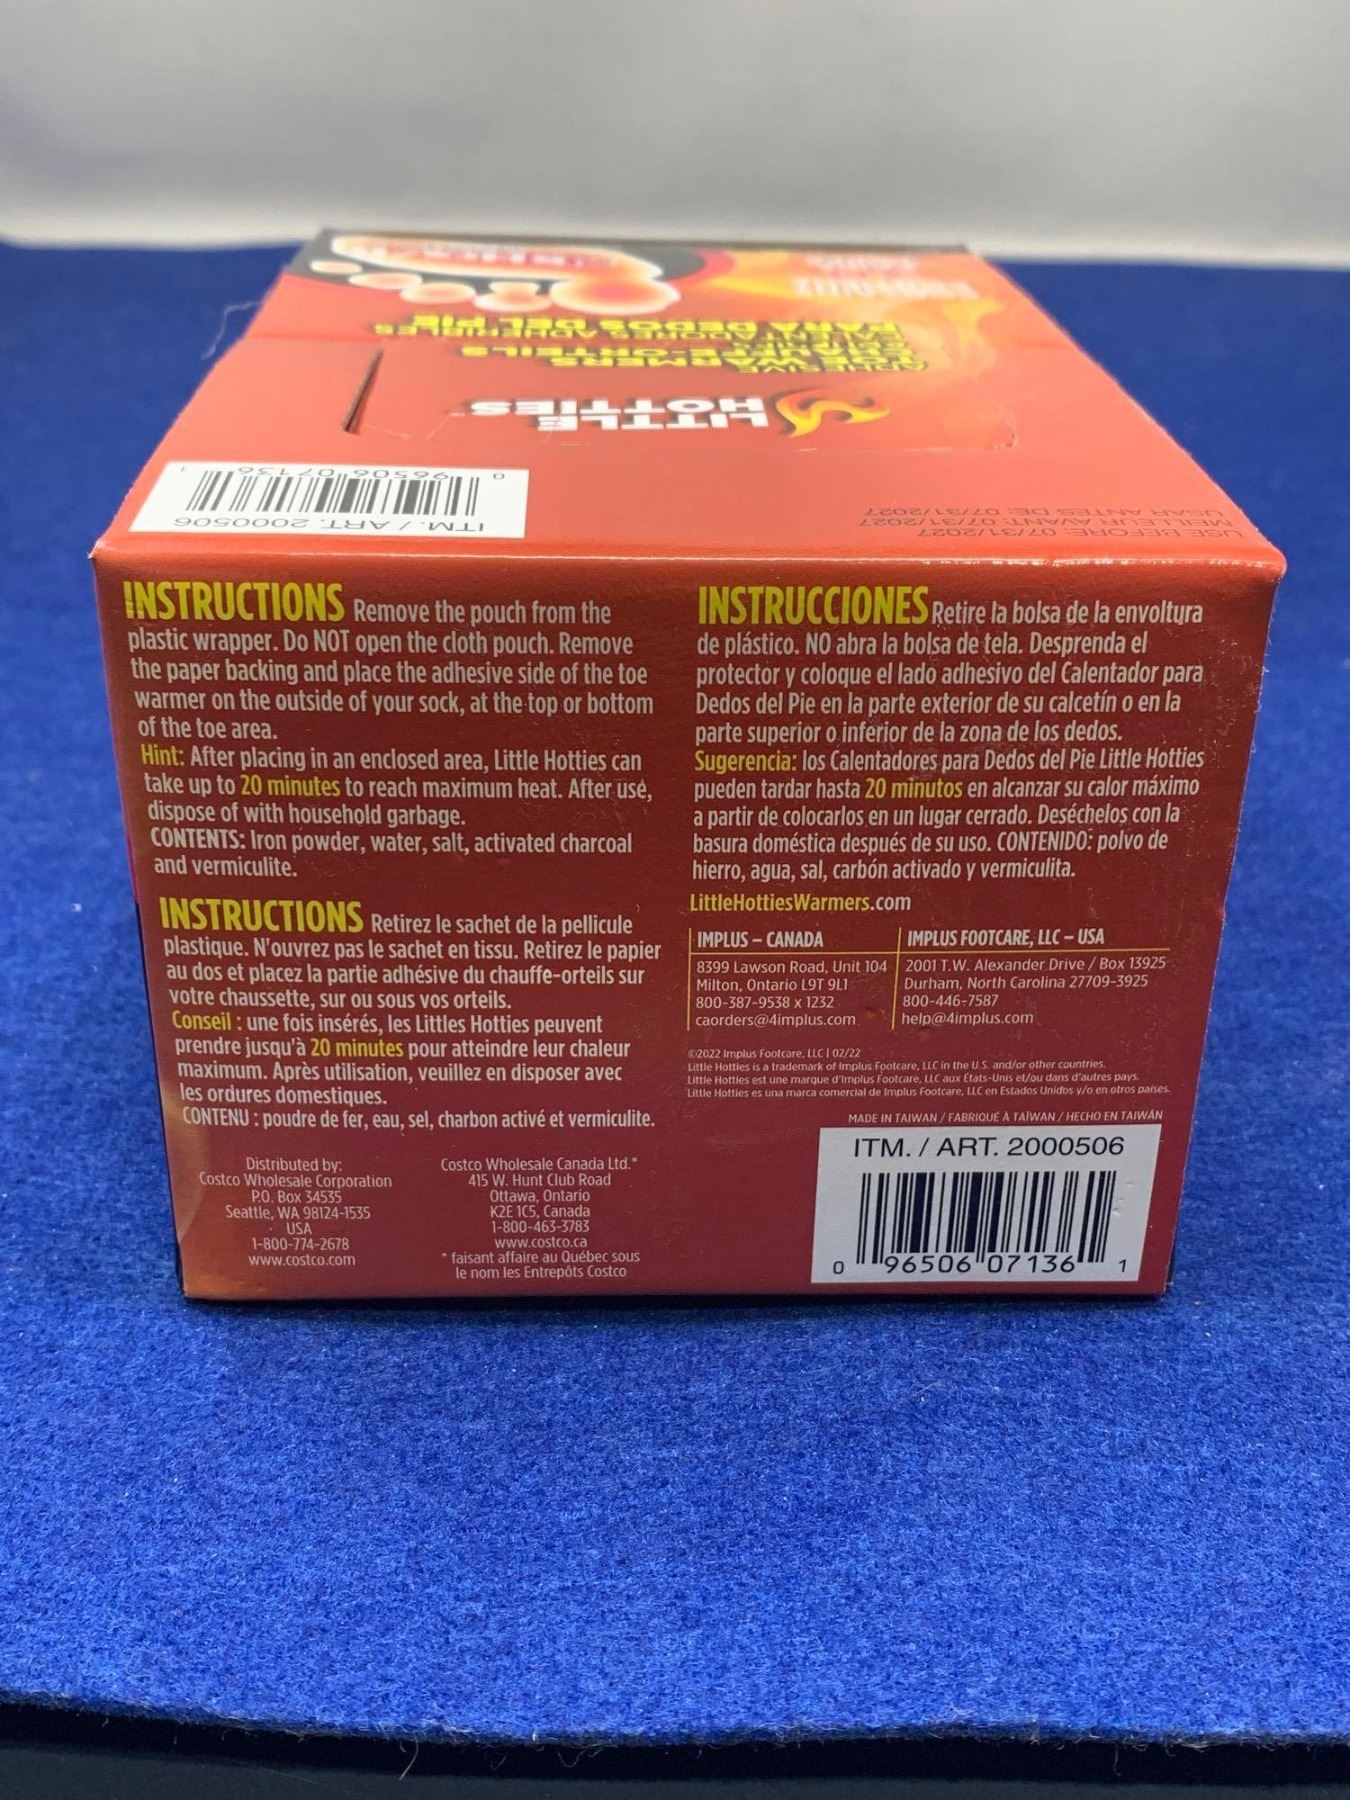 LITTLE
HOTTIES™
ADHESIVE
TOE WARMERS
CHAUFFE-ORTEILS
CALENTADORES ADHERIBLES
PARA DEDOS DEL PIE
ITM. / ART. 2000506
0 96506 07136 1
USE BEFORE: 07/31/2027
MEILLEUR AVANT: 07/31/2027
USAR ANTES DE: 07/31/2027
INSTRUCTIONS Remove the pouch from the
plastic wrapper. Do NOT open the cloth pouch. Remove
the paper backing and place the adhesive side of the toe
warmer on the outside of your sock, at the top or bottom
of the toe area.
Hint: After placing in an enclosed area, Little Hotties can
take up to 20 minutes to reach maximum heat. After use,
dispose of with household garbage.
CONTENTS: Iron powder, water, salt, activated charcoal
and vermiculite.
INSTRUCTIONS Retirez le sachet de la pellicule
plastique. N'ouvrez pas le sachet en tissu. Retirez le papier
au dos et placez la partie adhésive du chauffe-orteils sur
votre chaussette, sur ou sous vos orteils.
Conseil : une fois insérés, les Littles Hotties peuvent
prendre jusqu'à 20 minutes pour atteindre leur chaleur
maximum. Après utilisation, veuillez en disposer avec
les ordures domestiques.
CONTENU : poudre de fer, eau, sel, charbon activé et vermiculite.
Distributed by:
Costco Wholesale Corporation
P.O. Box 34535
Seattle, WA 98124-1535
USA
1-800-774-2678
www.costco.com
Costco Wholesale Canada Ltd.*
415 W. Hunt Club Road
Ottawa, Ontario
K2E 1C5, Canada
1-800-463-3783
www.costco.ca
* faisant affaire au Québec sous
le nom les Entrepôts Costco
INSTRUCCIONES Retire la bolsa de la envoltura
de plástico. NO abra la bolsa de tela. Desprenda el
protector y coloque el lado adhesivo del Calentador para
Dedos del Pie en la parte exterior de su calcetín o en la
parte superior o inferior de la zona de los dedos.
Sugerencia: los Calentadores para Dedos del Pie Little Hotties
pueden tardar hasta 20 minutos en alcanzar su calor máximo
a partir de colocarlos en un lugar cerrado. Deséchelos con la
basura doméstica después de su uso. CONTENIDO: polvo de
hierro, agua, sal, carbón activado y vermiculita.
LittleHottiesWarmers.com
IMPLUS – CANADA
8399 Lawson Road, Unit 104
Milton, Ontario L9T 9L1
800-387-9538 x 1232
caorders@4implus.com
IMPLUS FOOTCARE, LLC – USA
2001 T.W. Alexander Drive / Box 13925
Durham, North Carolina 27709-3925
800-446-7587
help@4implus.com
©2022 Implus Footcare, LLC | 02/22
Little Hotties is a trademark of Implus Footcare, LLC in the U.S. and/or other countries.
Little Hotties est une marque d'Implus Footcare, LLC aux États-Unis et/ou dans d'autres pays.
Little Hotties es una marca comercial de Implus Footcare, LLC en Estados Unidos y/o en otros países.
MADE IN TAIWAN / FABRIQUÉ À TAÏWAN / HECHO EN TAIWÁN
ITM. / ART. 2000506
0 96506 07136 1